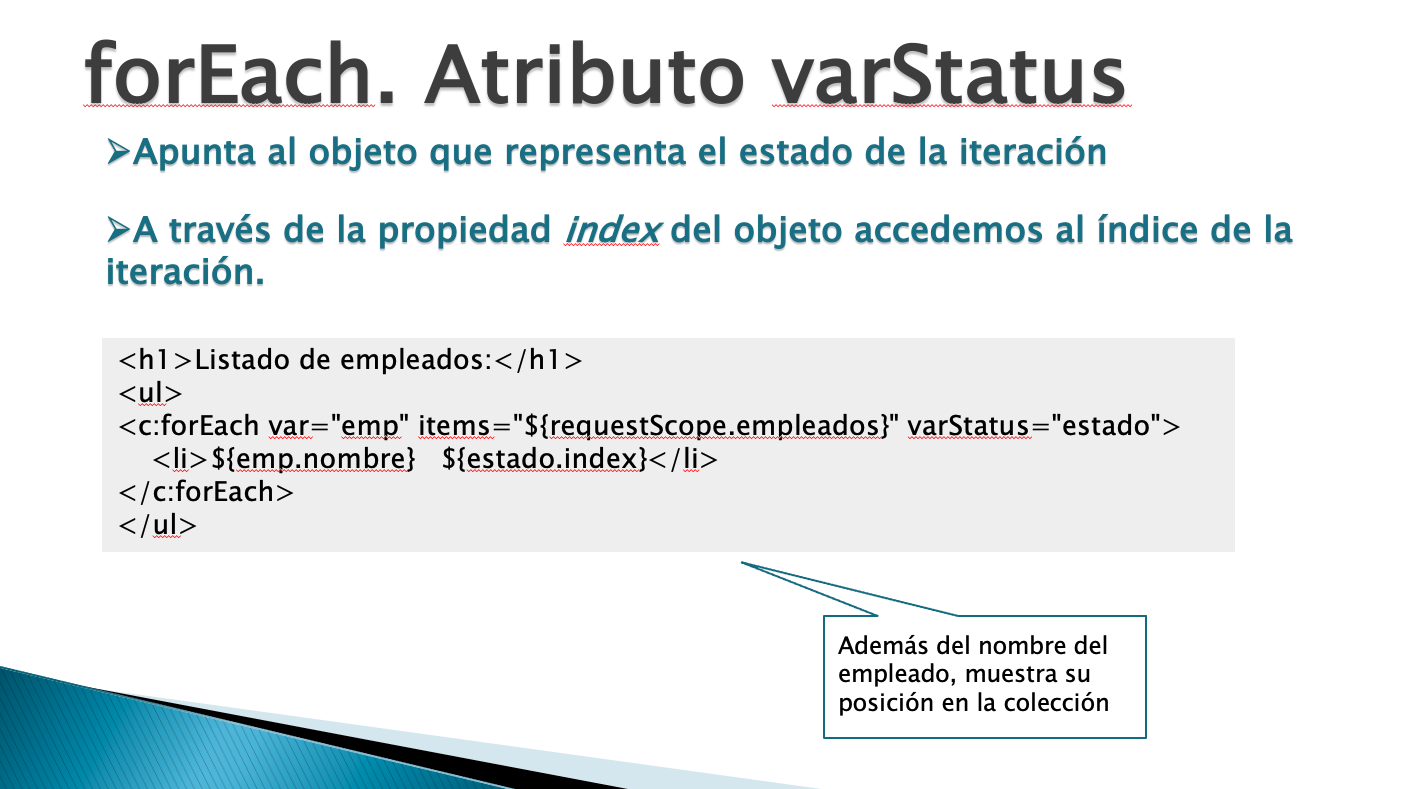 forEach. Atributo varStatus
➢Apunta al objeto que representa el estado de la iteración
➢A través de la propiedad index del objeto accedemos al índice de la
iteración.
<h1>Listado de empleados:</h1>
<ul>
<c:forEach var="emp" items="${requestScope.empleados}" varStatus="estado">
    <li>${emp.nombre}   ${estado.index}</li>
</c:forEach>
</ul>
Además del nombre del
empleado, muestra su
posición en la colección